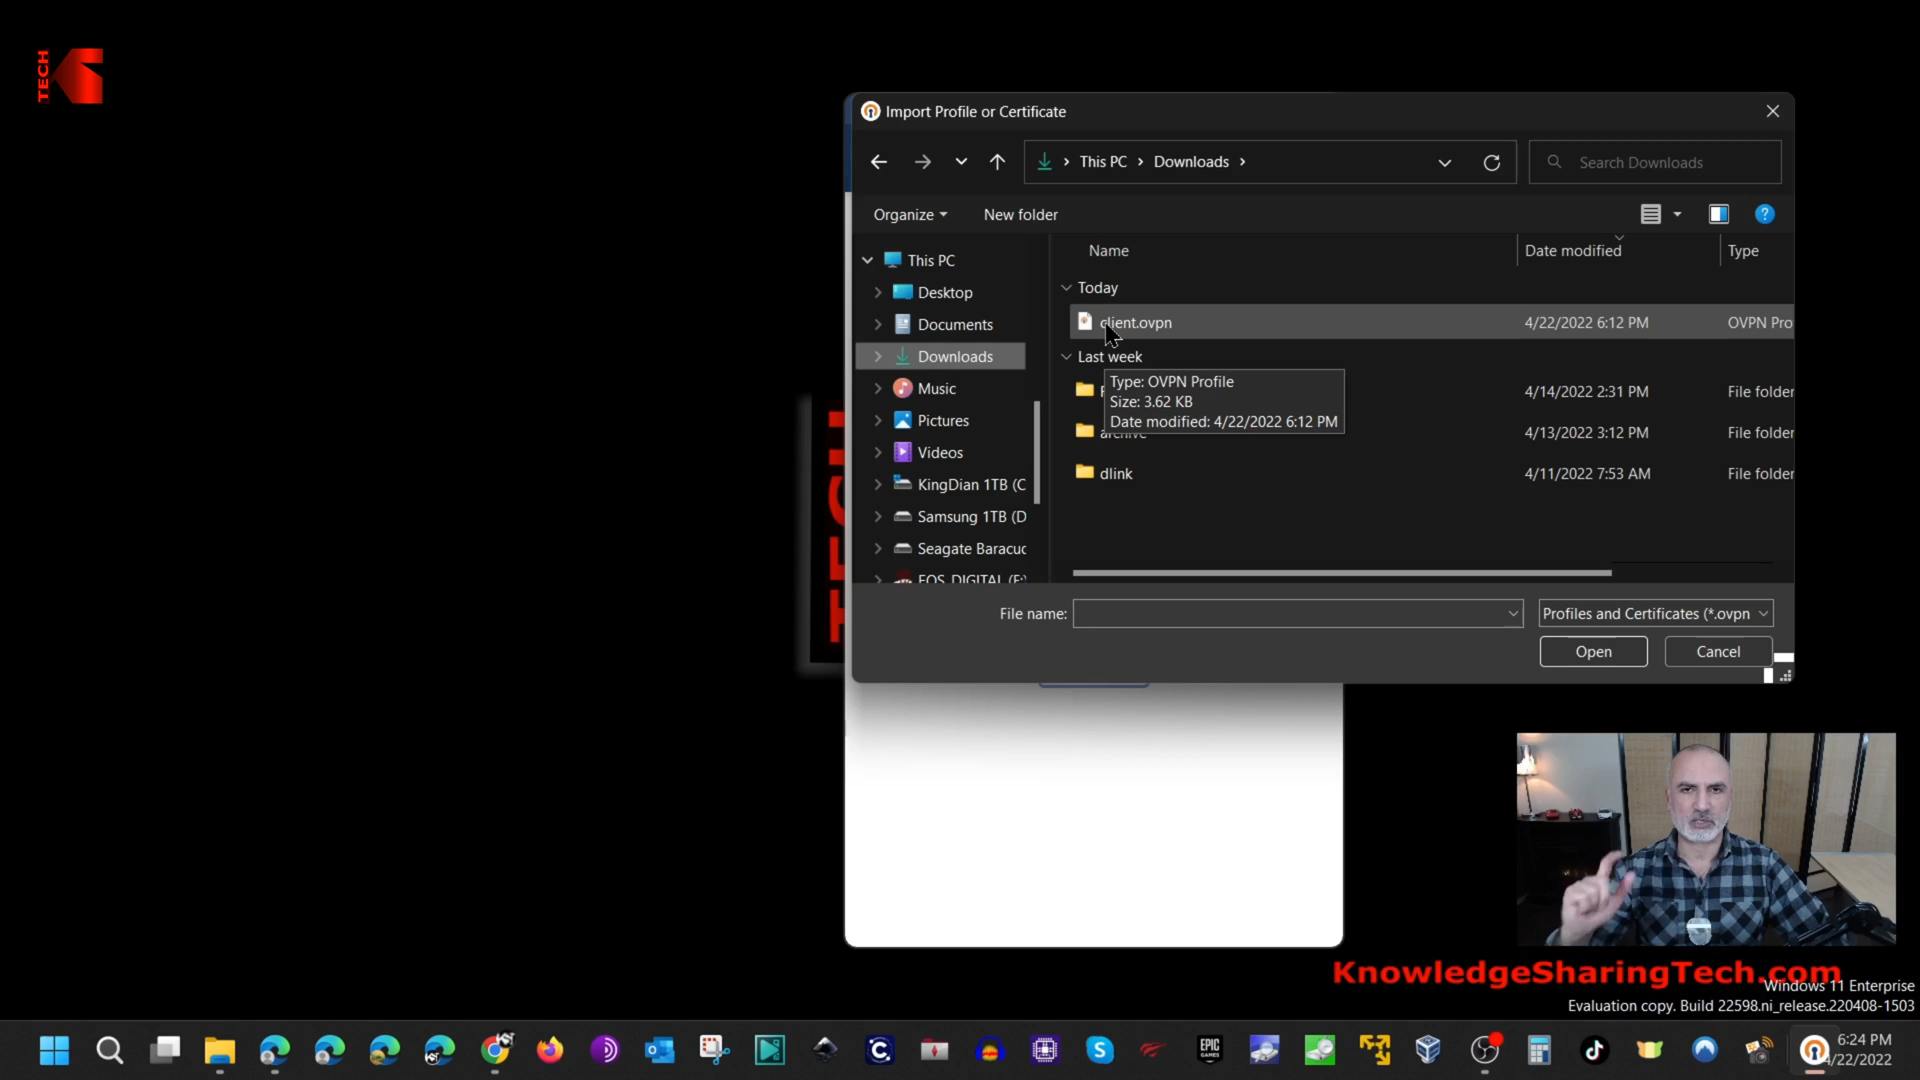 TECH
Import Profile or Certificate
This PC
Downloads
Search Downloads
Organize
New folder
Name
Date modified
Type
This PC
Desktop
Documents
Downloads
Music
Pictures
Videos
KingDian 1TB (C
Samsung 1TB (D
Seagate Baracuc
EOS_DIGITAL (F:)
Today
client.ovpn
4/22/2022 6:12 PM
OVPN Pro
Last week
4/14/2022 2:31 PM
File folder
Type: OVPN Profile
Size: 3.62 KB
Date modified: 4/22/2022 6:12 PM
archive
4/13/2022 3:12 PM
File folder
dlink
4/11/2022 7:53 AM
File folder
File name:
Profiles and Certificates (*.ovpn
Open
Cancel
KnowledgeSharingTech.com
Windows 11 Enterprise
Evaluation copy. Build 22598.ni_release.220408-1503
EPIC
GAMES
6:24 PM
4/22/2022